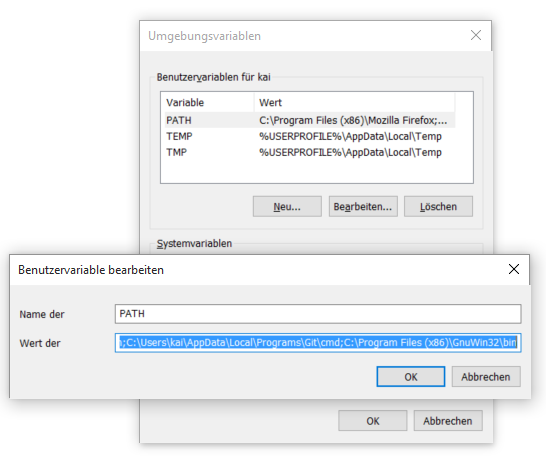 Umgebungsvariablen
Benutzervariablen für kai
Variable Wert
PATH C:\Program Files (x86)\Mozilla Firefox;...
TEMP %USERPROFILE%\AppData\Local\Temp
TMP %USERPROFILE%\AppData\Local\Temp
Neu... Bearbeiten... Löschen
Systemvariablen
Benutzervariable bearbeiten
Name der PATH
Wert der ;C:\Users\kai\AppData\Local\Programs\Git\cmd;C:\Program Files (x86)\GnuWin32\bin
OK Abbrechen
OK Abbrechen